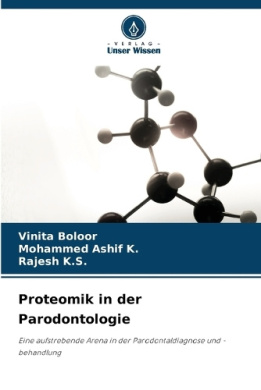 - VERLAG -
Unser Wissen
Vinita Boloor
Mohammed Ashif K.
Rajesh K.S.
Proteomik in der
Parodontologie
Eine aufstrebende Arena in der Parodontaldiagnose und -
behandlung